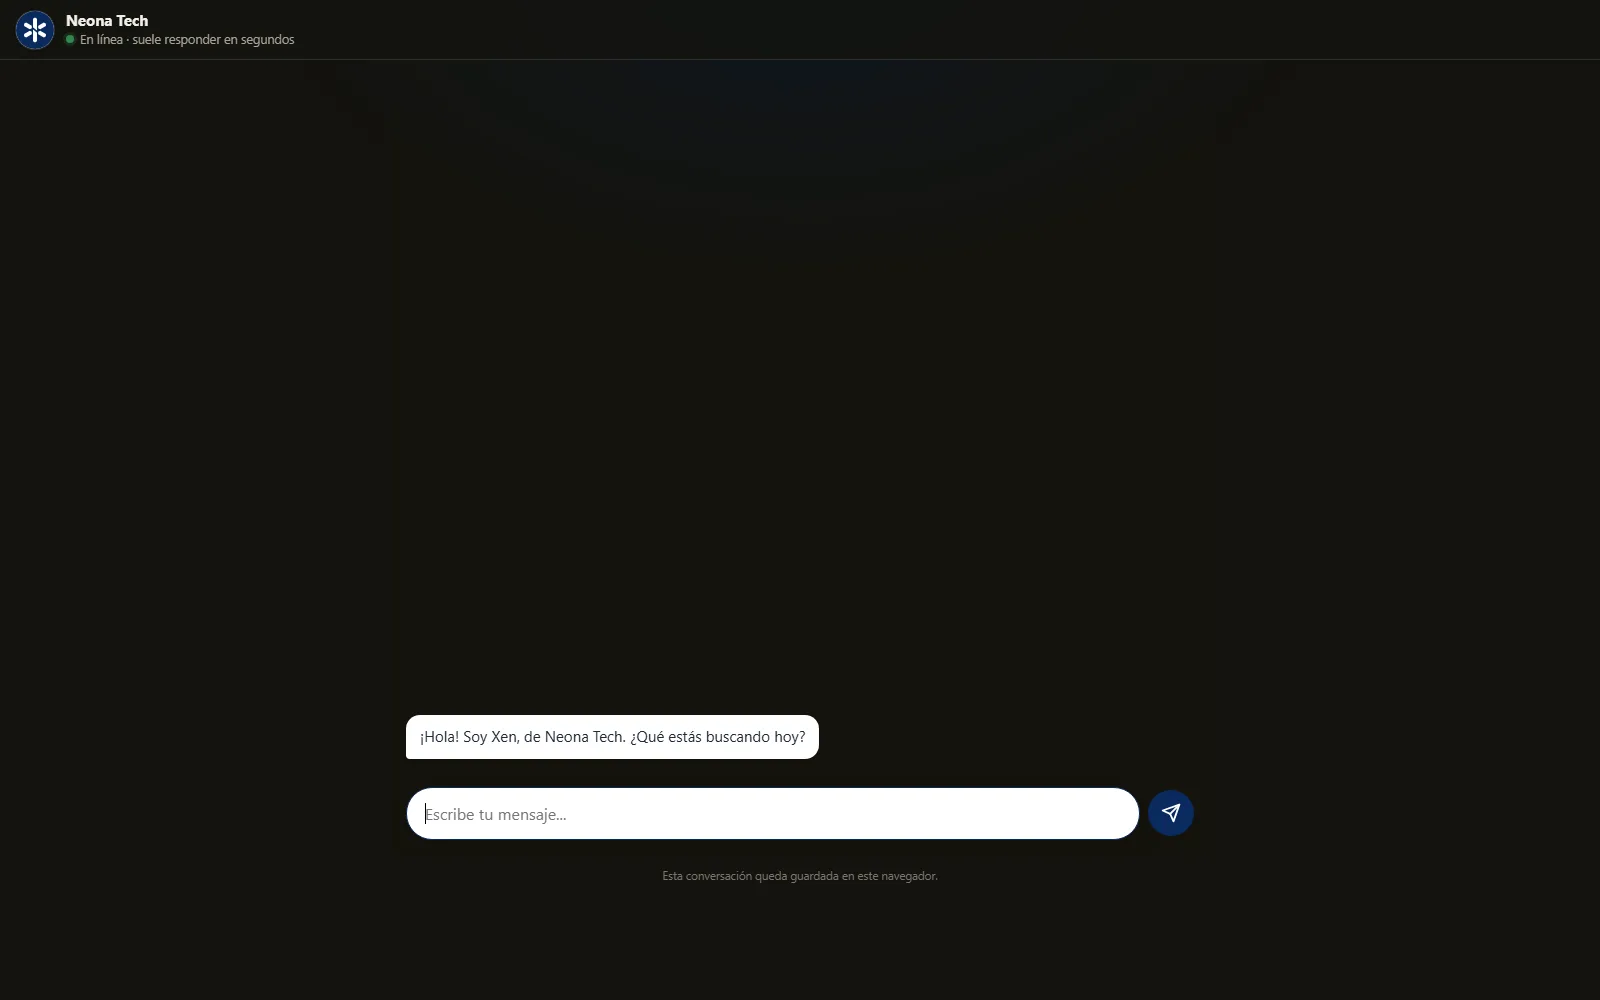 Neona Tech
En línea · suele responder en segundos
¡Hola! Soy Xen, de Neona Tech. ¿Qué estás buscando hoy?
Escribe tu mensaje...
Esta conversación queda guardada en este navegador.